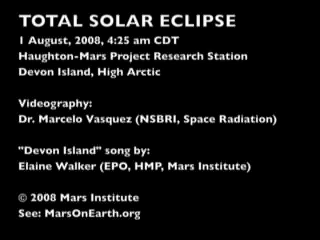 TOTAL SOLAR ECLIPSE
1 August, 2008, 4:25 am CDT
Haughton-Mars Project Research Station
Devon Island, High Arctic
Videography:
Dr. Marcelo Vasquez (NSBRI, Space Radiation)
"Devon Island" song by:
Elaine Walker (EPO, HMP, Mars Institute)
© 2008 Mars Institute
See: MarsOnEarth.org